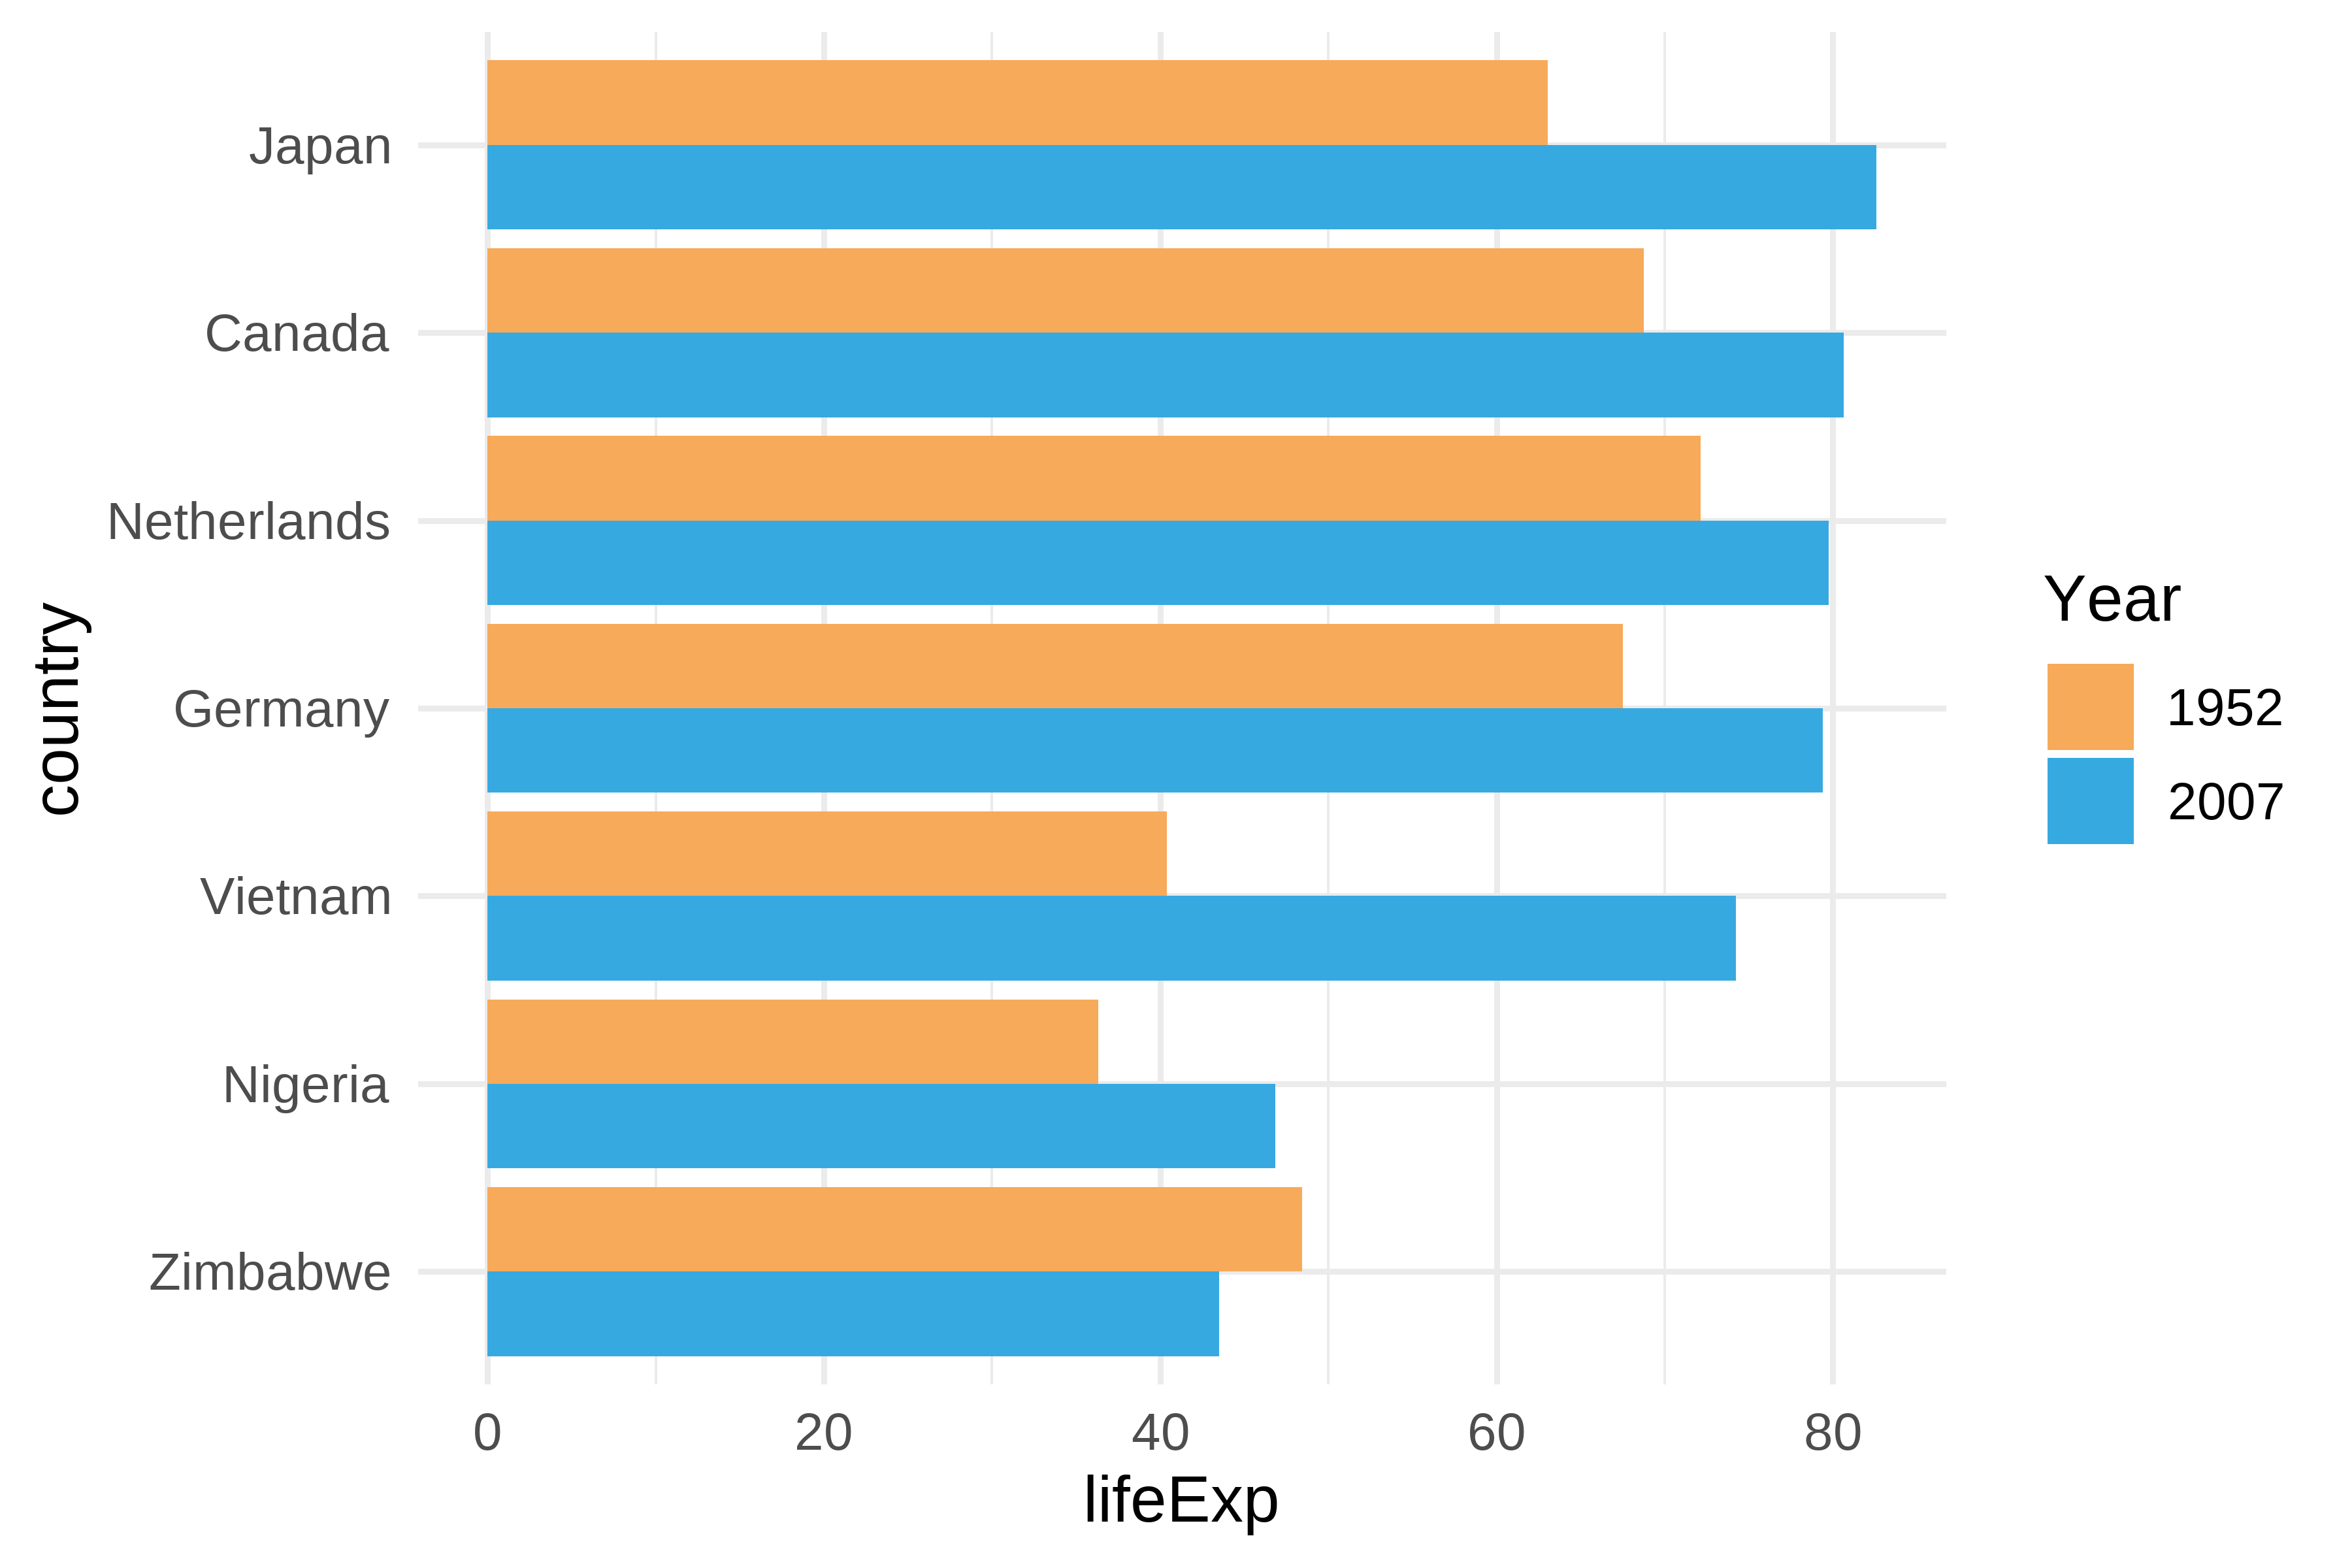 Japan
Canada
Netherlands
Germany
Vietnam
Nigeria
Zimbabwe
country
0 20 40 60 80
lifeExp
Year
1952
2007